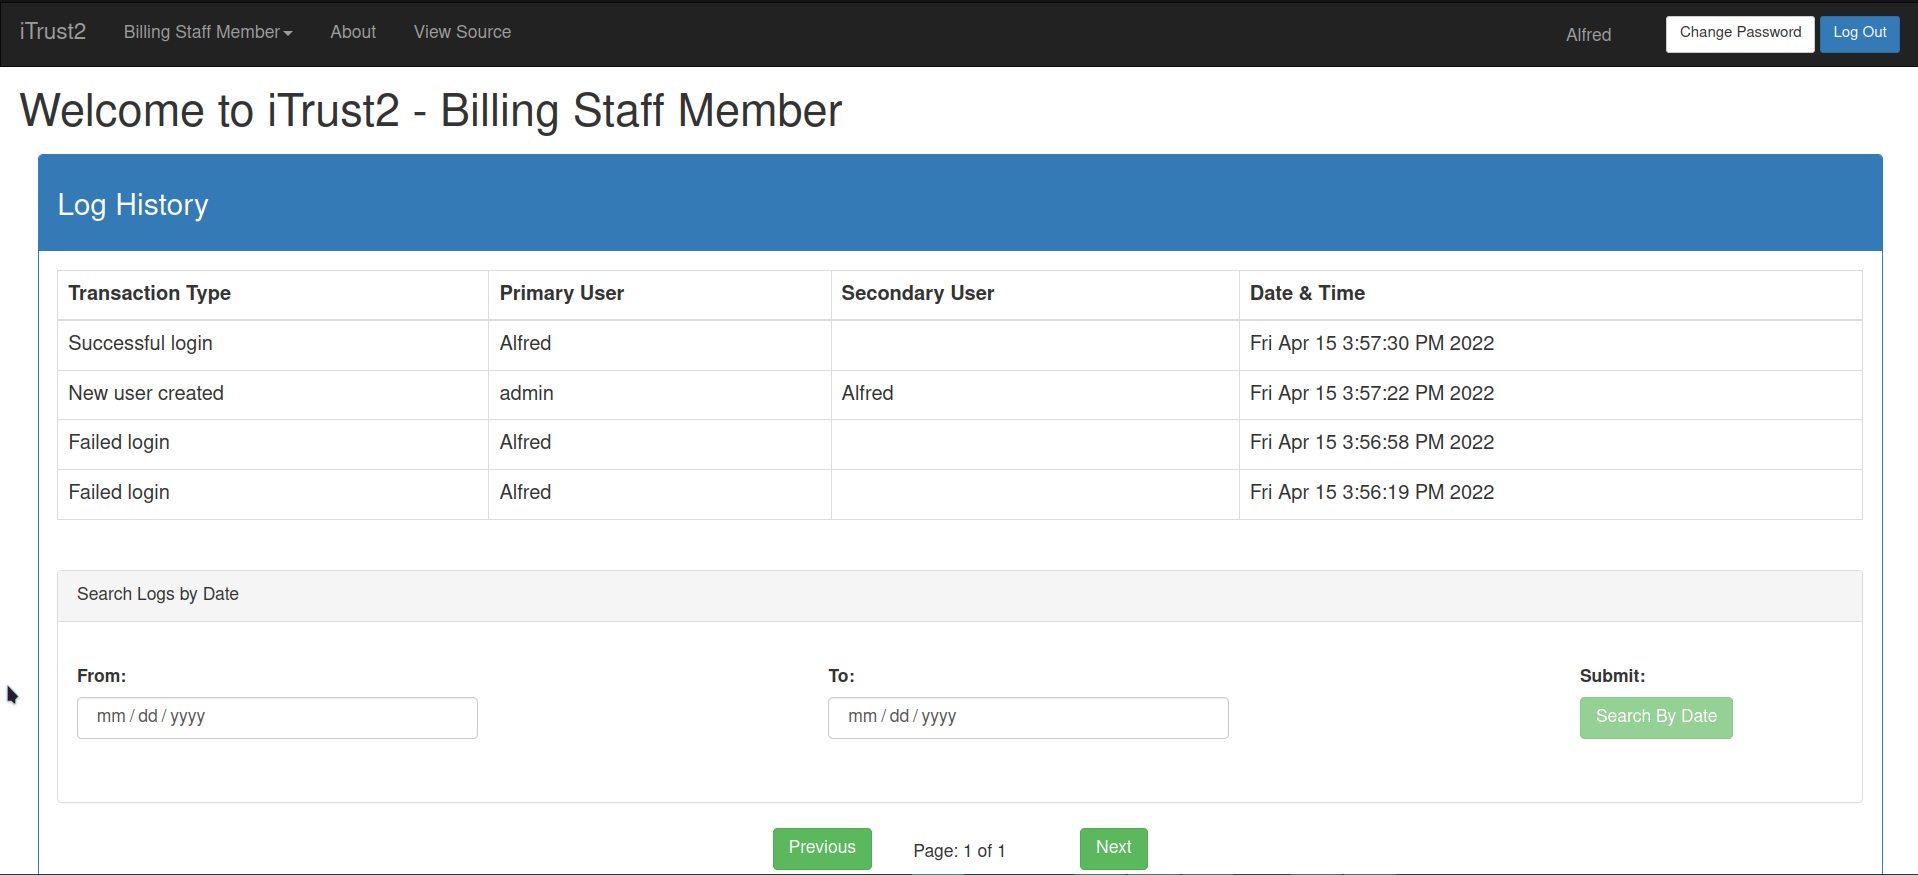 iTrust2 Billing Staff Member About View Source Alfred Change Password Log Out
Welcome to iTrust2 - Billing Staff Member
Log History
Transaction Type Primary User Secondary User Date & Time
Successful login Alfred Fri Apr 15 3:57:30 PM 2022
New user created admin Alfred Fri Apr 15 3:57:22 PM 2022
Failed login Alfred Fri Apr 15 3:56:58 PM 2022
Failed login Alfred Fri Apr 15 3:56:19 PM 2022
Search Logs by Date
From: To: Submit:
mm / dd / yyyy mm / dd / yyyy Search By Date
Previous Page: 1 of 1 Next